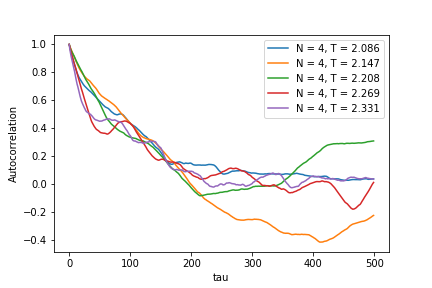 1.0
0.8
0.6
0.4
0.2
0.0
−0.2
−0.4
Autocorrelation
0
100
200
300
400
500
tau
N = 4, T = 2.086
N = 4, T = 2.147
N = 4, T = 2.208
N = 4, T = 2.269
N = 4, T = 2.331